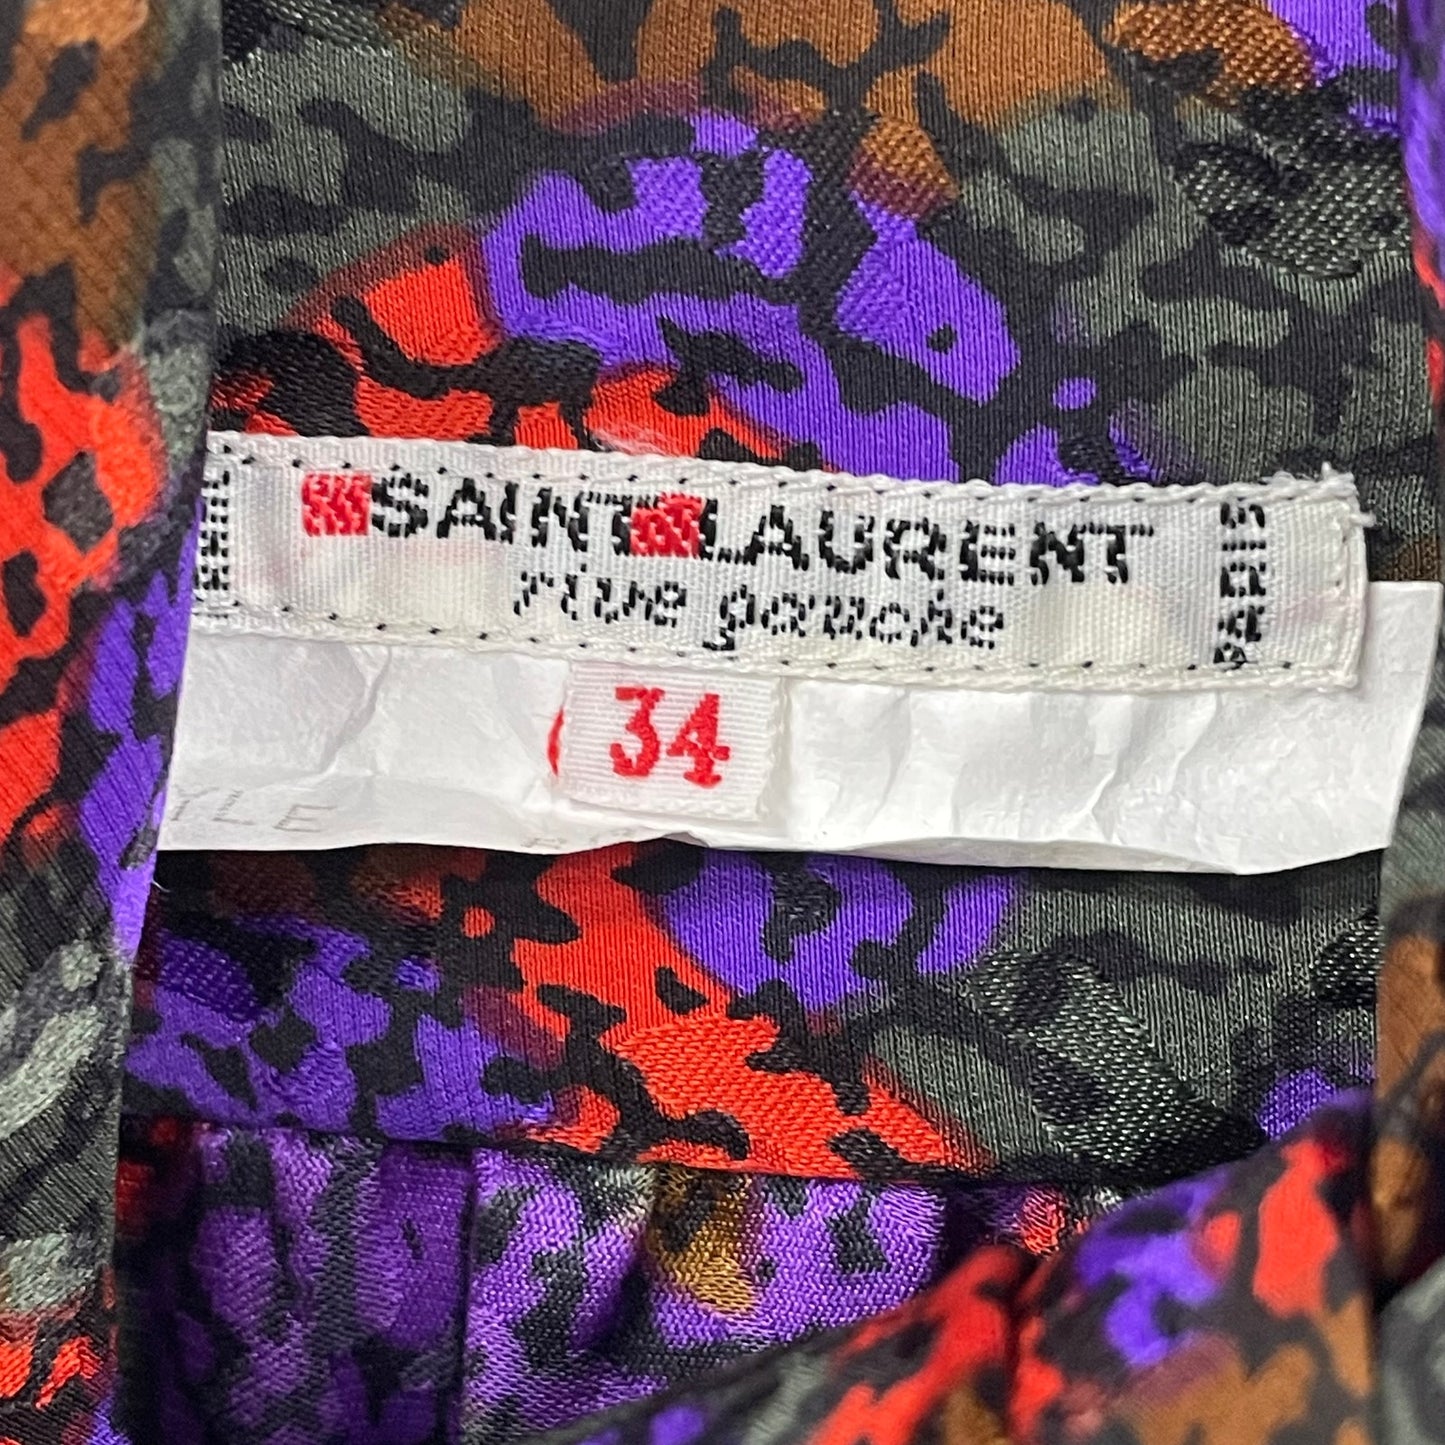 SAINT LAURENT
rive gauche
PARIS
34